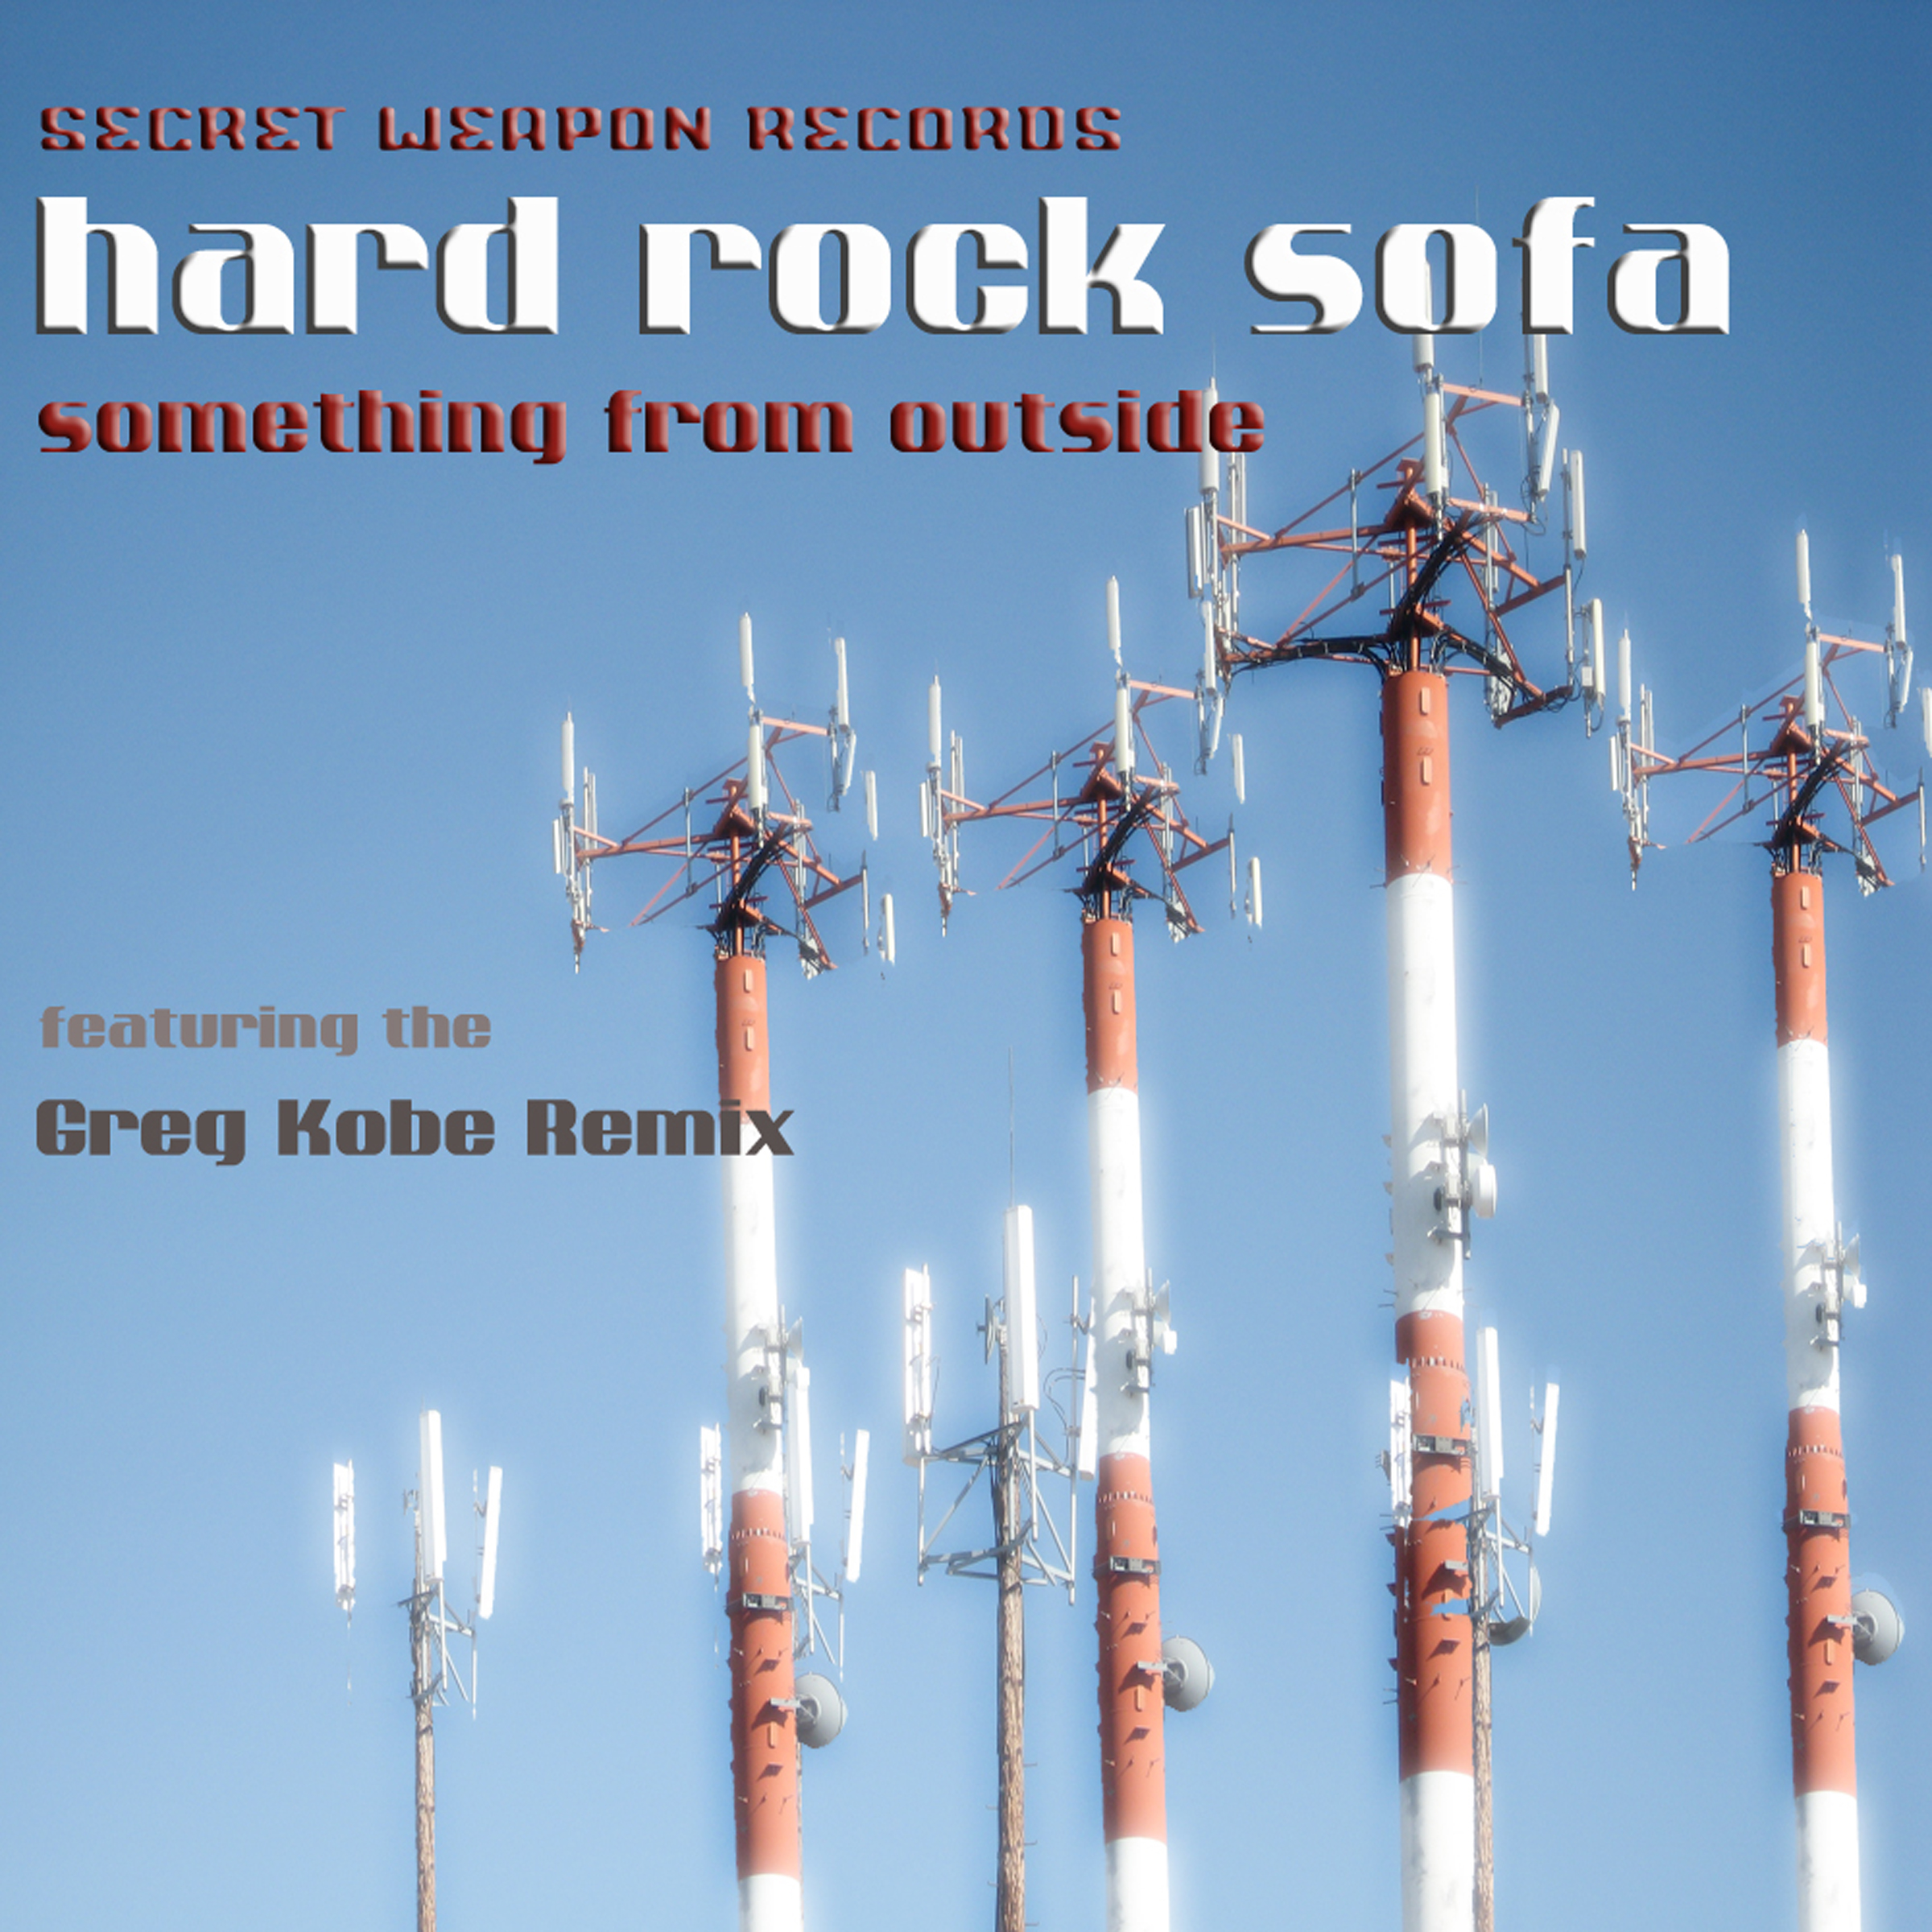 SECRET WEAPON RECORDS
hard rock sofa
something from outside
featuring the
Greg Kobe Remix